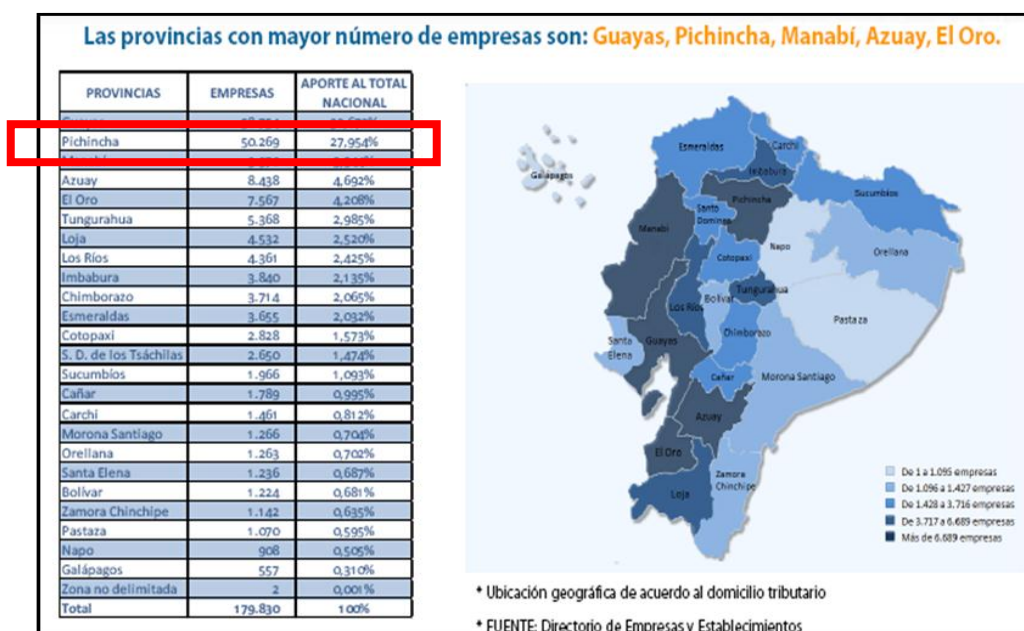 Las provincias con mayor número de empresas son: Guayas, Pichincha, Manabí, Azuay, El Oro.
PROVINCIAS EMPRESAS APORTE AL TOTAL NACIONAL
Pichincha 50.269 27,954%
Azuay 8.438 4,692%
El Oro 7.567 4,208%
Tungurahua 5.368 2,985%
Loja 4.532 2,520%
Los Ríos 4.361 2,425%
Imbabura 3.840 2,135%
Chimborazo 3.714 2,065%
Esmeraldas 3.655 2,032%
Cotopaxi 2.828 1,573%
S. D. de los Tsáchilas 2.650 1,474%
Sucumbíos 1.966 1,093%
Cañar 1.789 0,995%
Carchi 1.461 0,812%
Morona Santiago 1.266 0,704%
Orellana 1.263 0,702%
Santa Elena 1.236 0,687%
Bolívar 1.224 0,681%
Zamora Chinchipe 1.142 0,635%
Pastaza 1.070 0,595%
Napo 908 0,505%
Galápagos 557 0,310%
Zona no delimitada 2 0,001%
Total 179.830 100%
Esmeraldas
Carchi
Imbabura
Galápagos
Sucumbíos
Pichincha
Santo
Domingo
Manabí
Napo
Orellana
Cotopaxi
Tungurahua
Los Ríos
Bolívar
Pastaza
Chimborazo
Santa
Elena
Guayas
Cañar
Morona Santiago
Azuay
El Oro
Zamora
Chinchipe
Loja
De 1 a 1.095 empresas
De 1.096 a 1.427 empresas
De 1.428 a 3.716 empresas
De 3.717 a 6.689 empresas
Más de 6.689 empresas
* Ubicación geográfica de acuerdo al domicilio tributario
* FUENTE: Directorio de Empresas y Establecimientos